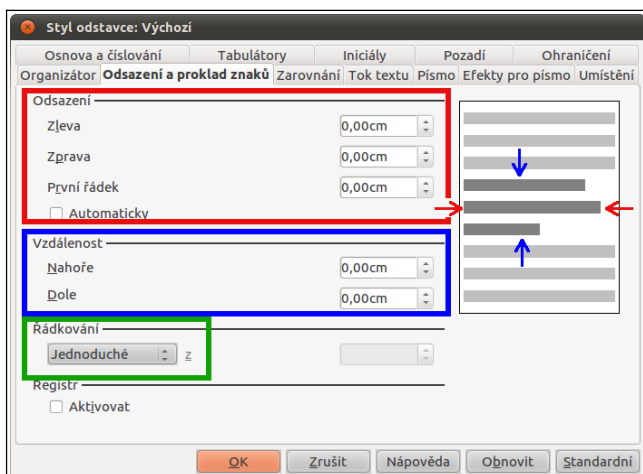 Styl odstavce: Výchozí
Osnova a číslování Tabulátory Iniciály Pozadí Ohraničení
Organizátor Odsazení a proklad znaků Zarovnání Tok textu Písmo Efekty pro písmo Umístění
Odsazení
Zleva 0,00cm
Zprava 0,00cm
První řádek 0,00cm
Automaticky
Vzdálenost
Nahoře 0,00cm
Dole 0,00cm
Řádkování
Jednoduché z
Registr
Aktivovat
OK Zrušit Nápověda Obnovit Standardní